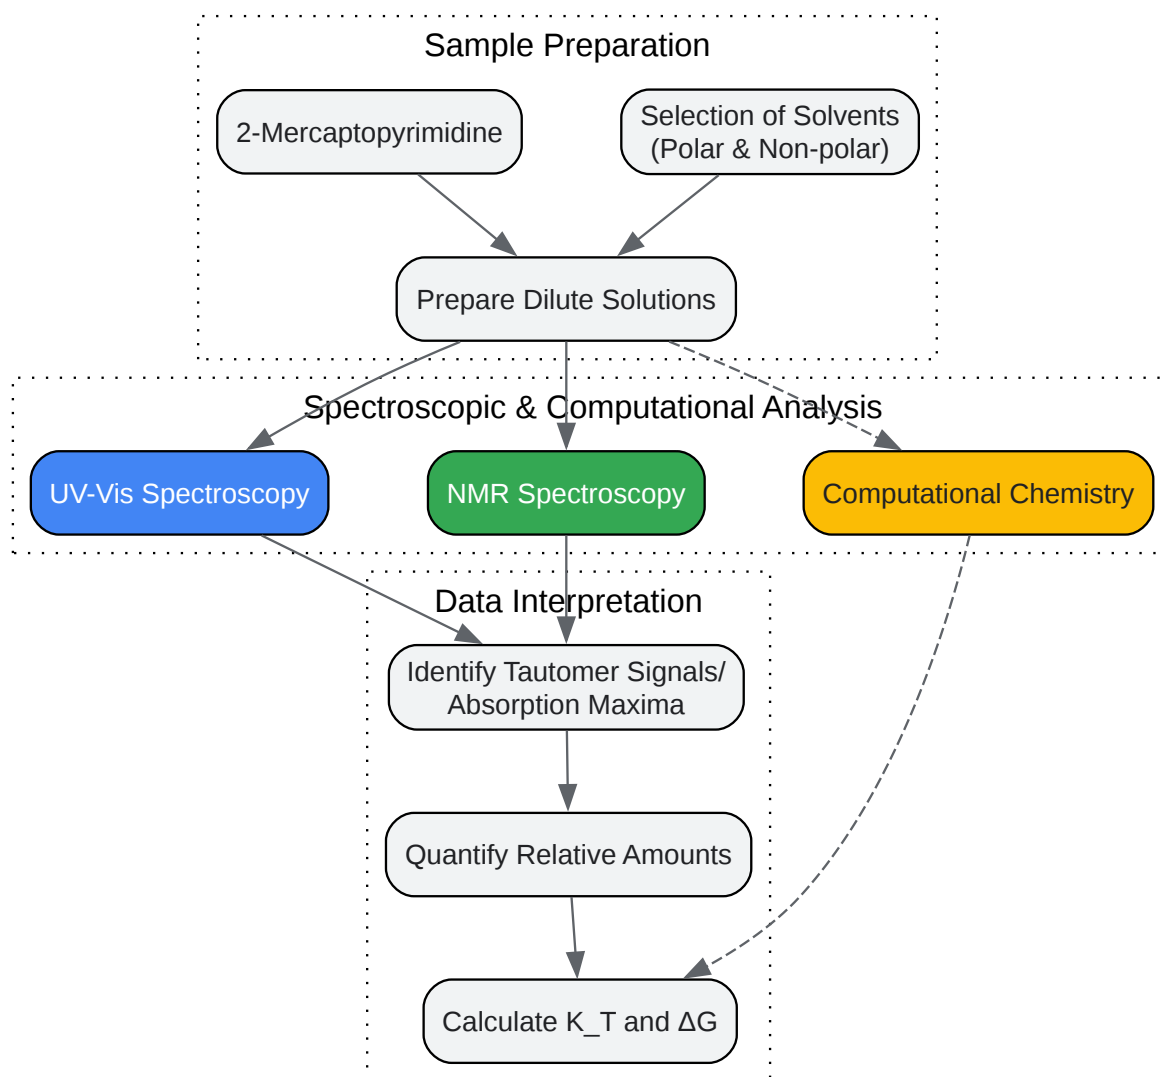 Sample Preparation
2-Mercaptopyrimidine
Selection of Solvents
(Polar & Non-polar)
Prepare Dilute Solutions
Spectroscopic & Computational Analysis
UV-Vis Spectroscopy
NMR Spectroscopy
Computational Chemistry
Data Interpretation
Identify Tautomer Signals/
Absorption Maxima
Quantify Relative Amounts
Calculate K_T and ΔG